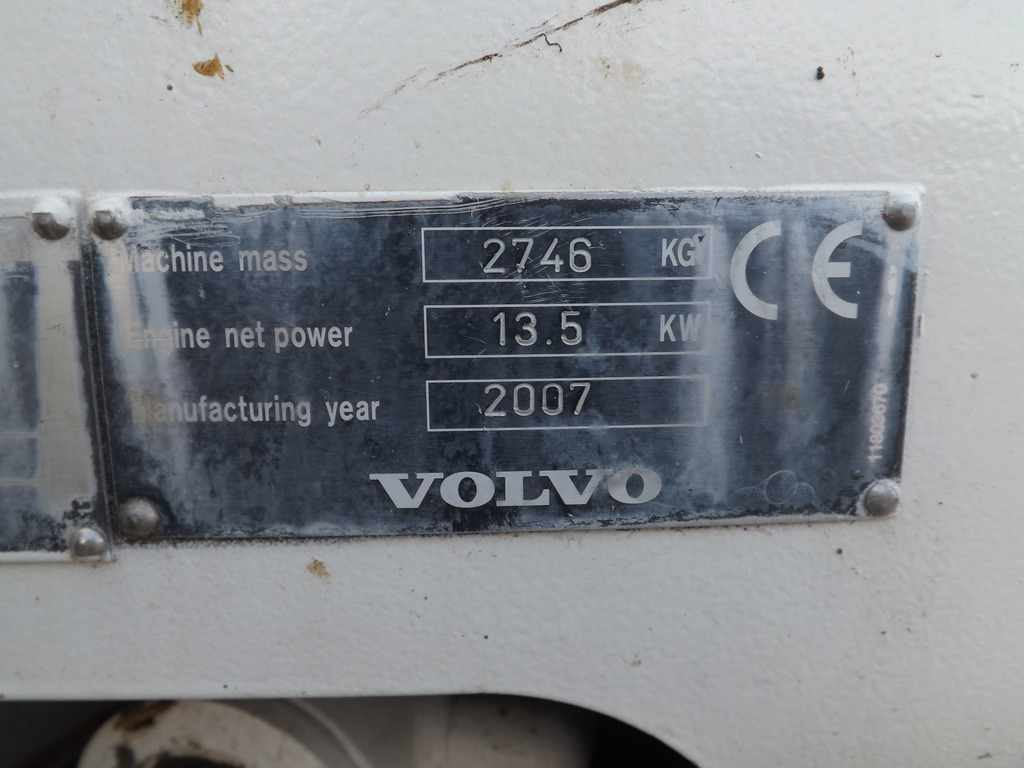 Machine mass 2746 KG CE
Engine net power 13.5 KW
Manufacturing year 2007
VOLVO